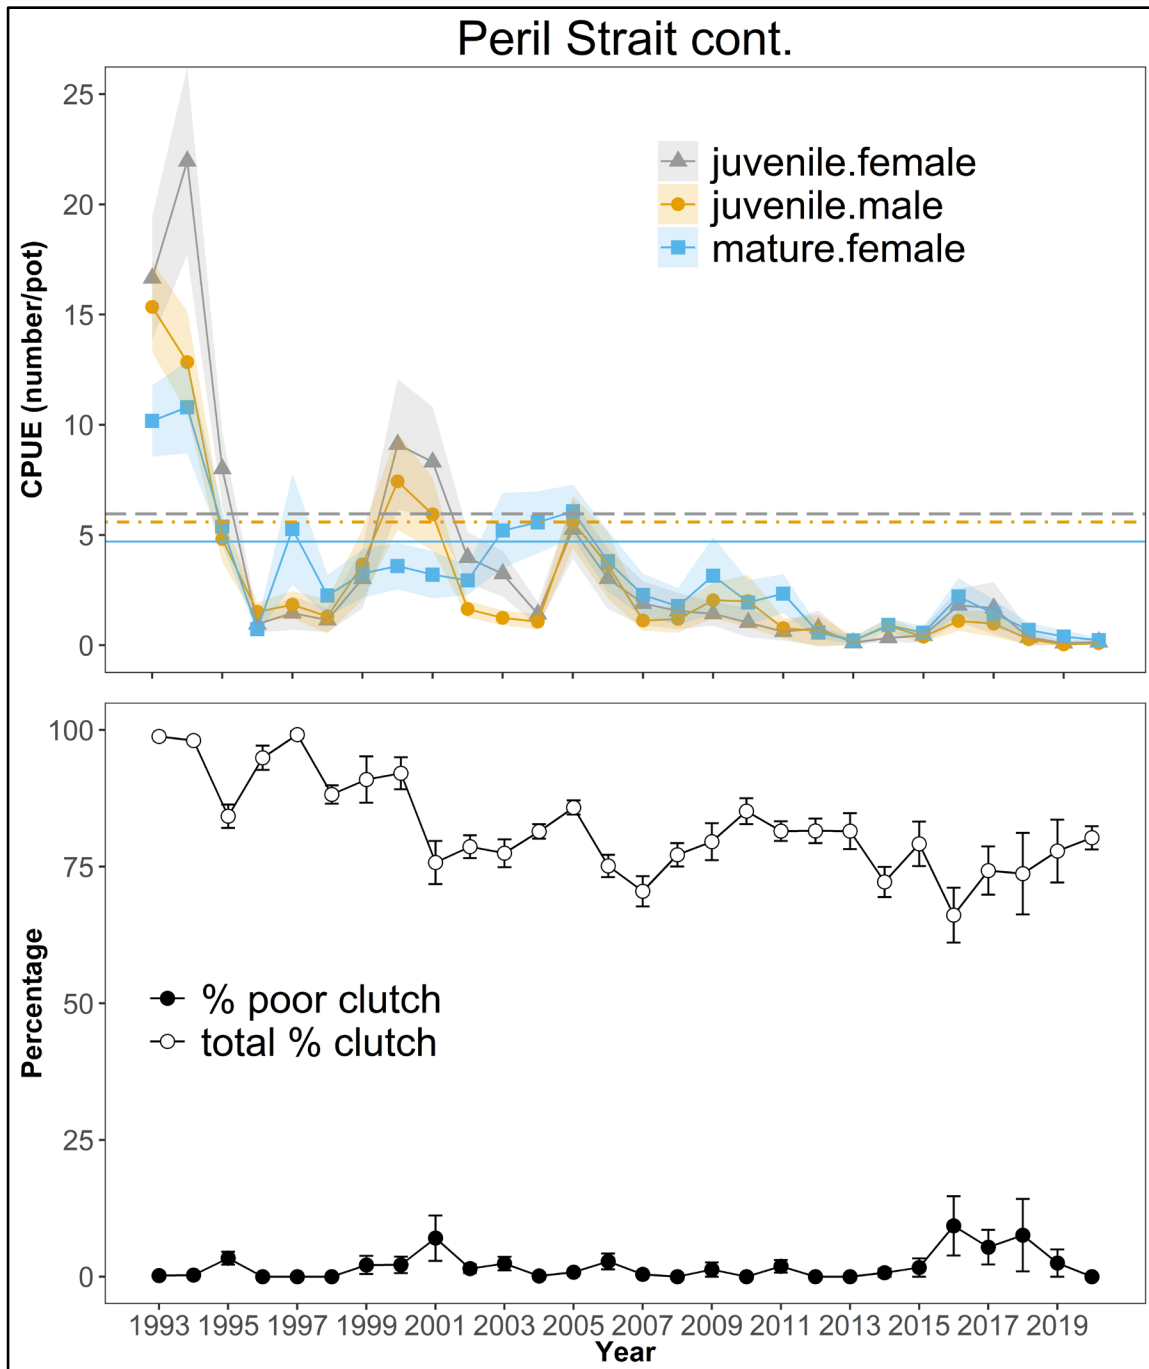 Peril Strait cont.
25
20
15
10
5
0
CPUE (number/pot)
juvenile.female
juvenile.male
mature.female
100
75
50
25
0
Percentage
% poor clutch
total % clutch
1993 1995 1997 1999 2001 2003 2005 2007 2009 2011 2013 2015 2017 2019
Year